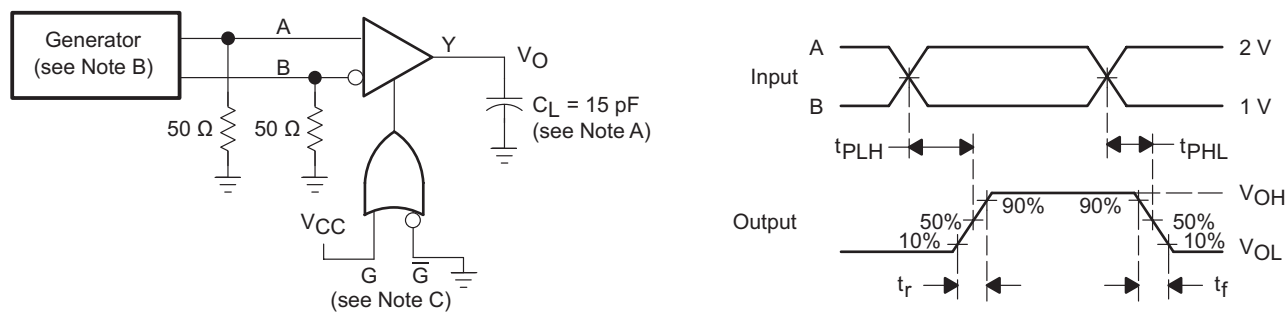 Generator
(see Note B)
A
B
Y
VO
50 Ω
50 Ω
CL = 15 pF
(see Note A)
VCC
G
G̅
(see Note C)
A
Input
B
2 V
1 V
tPLH
tPHL
Output
10%
50%
90%
90%
50%
10%
VOH
VOL
tr
tf